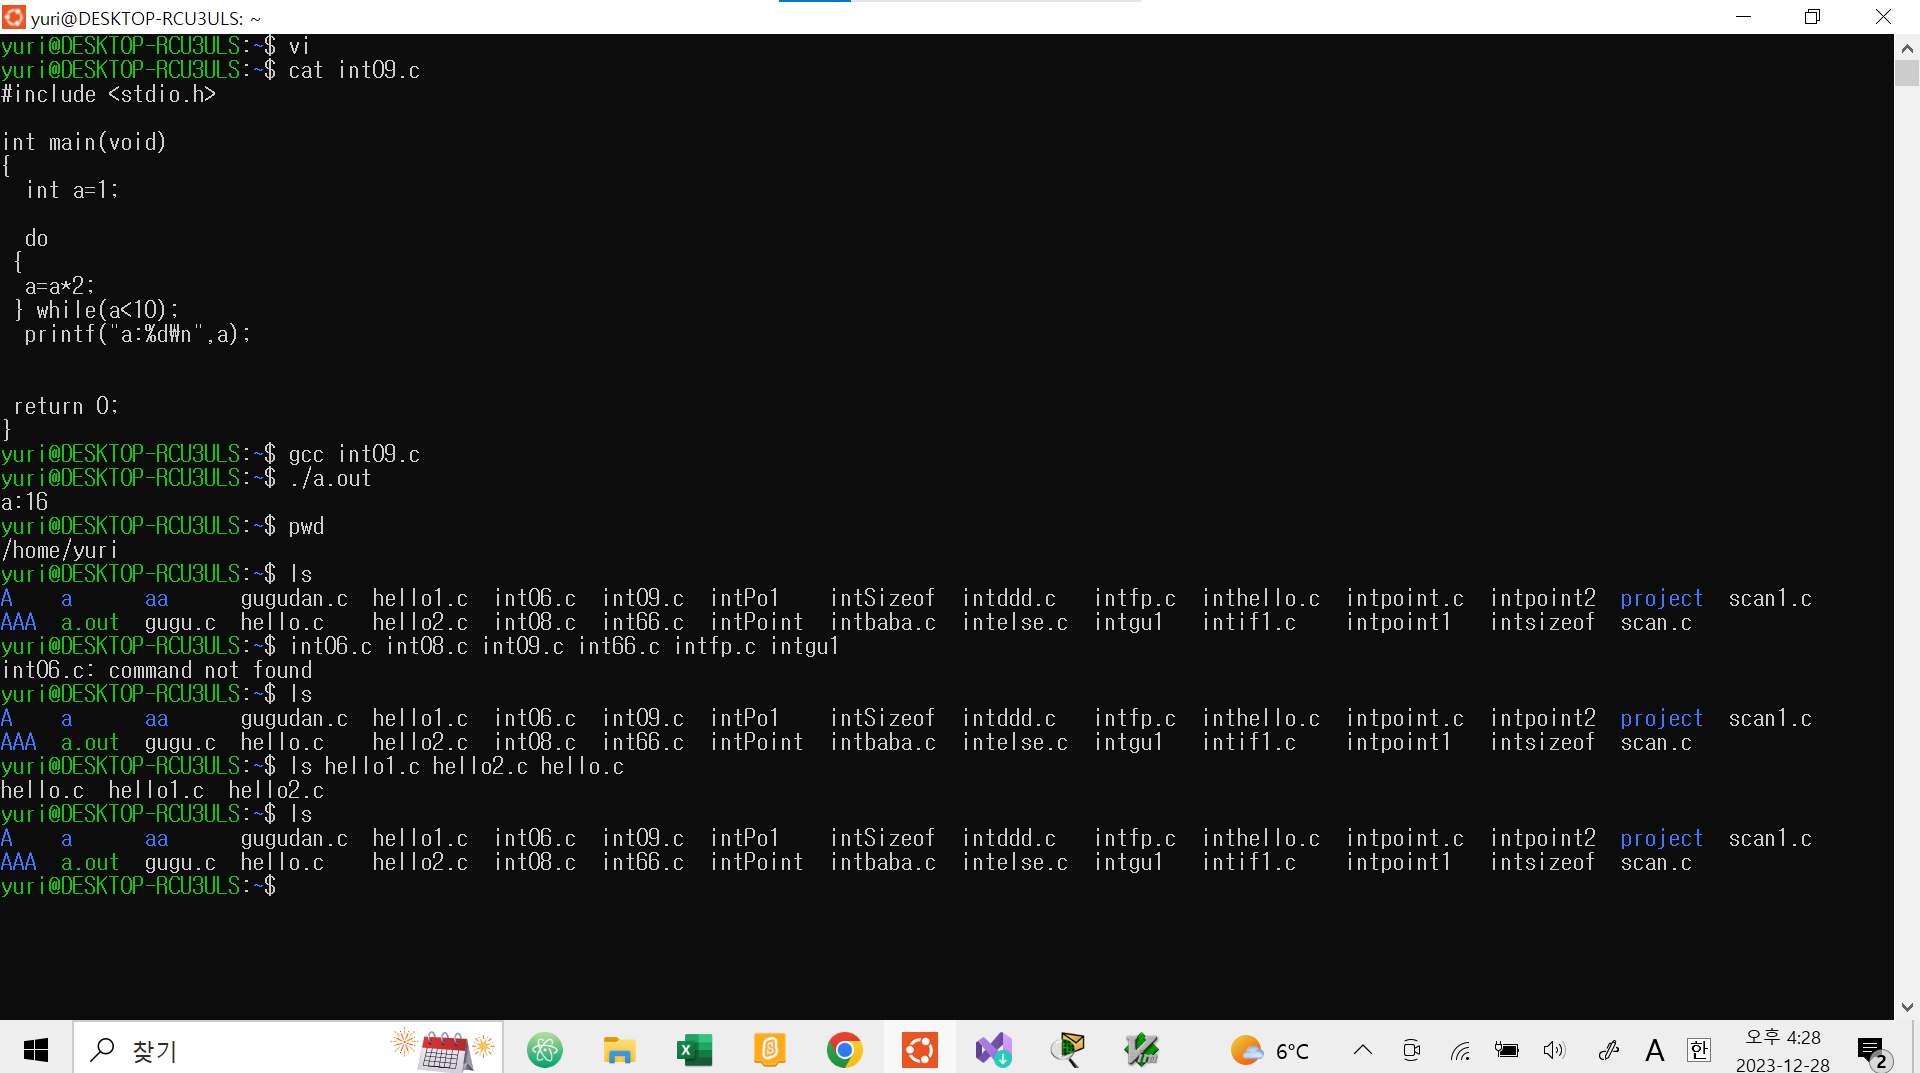 yuri@DESKTOP-RCU3ULS: ~
yuri@DESKTOP-RCU3ULS:~$ vi
yuri@DESKTOP-RCU3ULS:~$ cat int09.c
#include <stdio.h>
int main(void)
{
int a=1;
do
{
a=a*2;
} while(a<10);
printf("a:%d₩n",a);
return 0;
}
yuri@DESKTOP-RCU3ULS:~$ gcc int09.c
yuri@DESKTOP-RCU3ULS:~$ ./a.out
a:16
yuri@DESKTOP-RCU3ULS:~$ pwd
/home/yuri
yuri@DESKTOP-RCU3ULS:~$ ls
A a aa gugudan.c hello1.c int06.c int09.c intPo1 intSizeof intddd.c intfp.c inthello.c intpoint.c intpoint2 project scan1.c
AAA a.out gugu.c hello.c hello2.c int08.c int66.c intPoint intbaba.c intelse.c intgu1 intif1.c intpoint1 intsizeof scan.c
yuri@DESKTOP-RCU3ULS:~$ int06.c int08.c int09.c int66.c intfp.c intgu1
int06.c: command not found
yuri@DESKTOP-RCU3ULS:~$ ls
A a aa gugudan.c hello1.c int06.c int09.c intPo1 intSizeof intddd.c intfp.c inthello.c intpoint.c intpoint2 project scan1.c
AAA a.out gugu.c hello.c hello2.c int08.c int66.c intPoint intbaba.c intelse.c intgu1 intif1.c intpoint1 intsizeof scan.c
yuri@DESKTOP-RCU3ULS:~$ ls hello1.c hello2.c hello.c
hello.c hello1.c hello2.c
yuri@DESKTOP-RCU3ULS:~$ ls
A a aa gugudan.c hello1.c int06.c int09.c intPo1 intSizeof intddd.c intfp.c inthello.c intpoint.c intpoint2 project scan1.c
AAA a.out gugu.c hello.c hello2.c int08.c int66.c intPoint intbaba.c intelse.c intgu1 intif1.c intpoint1 intsizeof scan.c
yuri@DESKTOP-RCU3ULS:~$
찾기
6°C
A
한
오후 4:28
2023-12-28
2